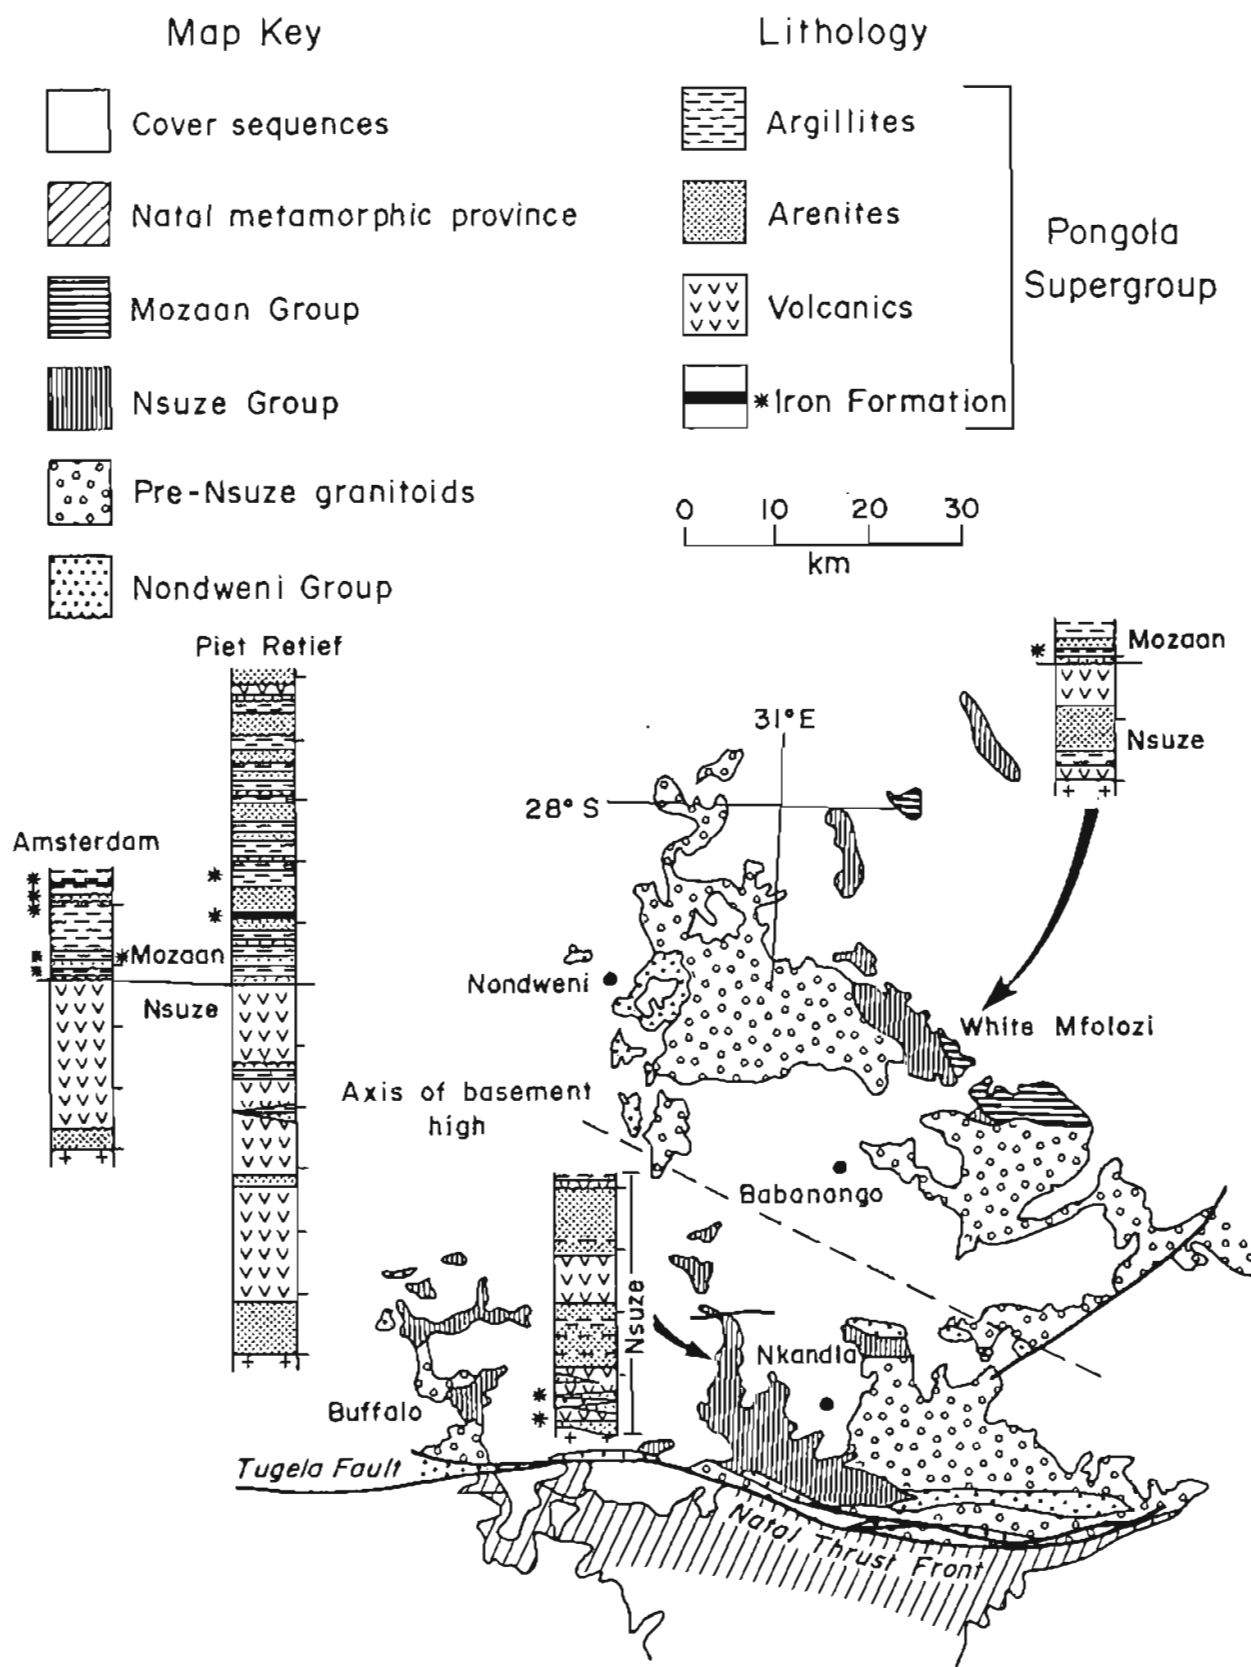 Map Key
Cover sequences
Natal metamorphic province
Mozaan Group
Nsuze Group
Pre-Nsuze granitoids
Nondweni Group
Lithology
Argillites
Arenites
Volcanics
*Iron Formation
Pongola
Supergroup
0 10 20 30
km
Piet Retief
Amsterdam
Mozaan
Nsuze
Mozaan
Nsuze
31° E
28° S
Nondweni
White Mfolozi
Axis of basement
high
Babanango
Nsuze
Nkandla
Buffalo
Tugela Fault
Natal Thrust Front